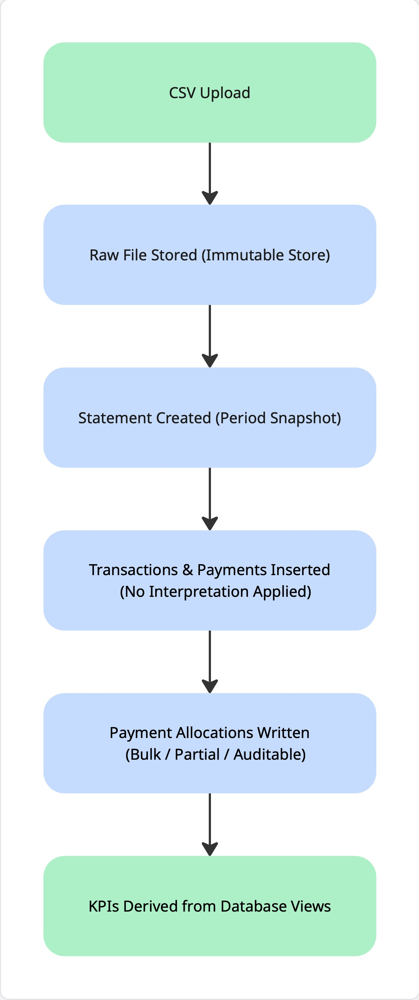 CSV Upload
Raw File Stored (Immutable Store)
Statement Created (Period Snapshot)
Transactions & Payments Inserted
(No Interpretation Applied)
Payment Allocations Written
(Bulk / Partial / Auditable)
KPIs Derived from Database Views